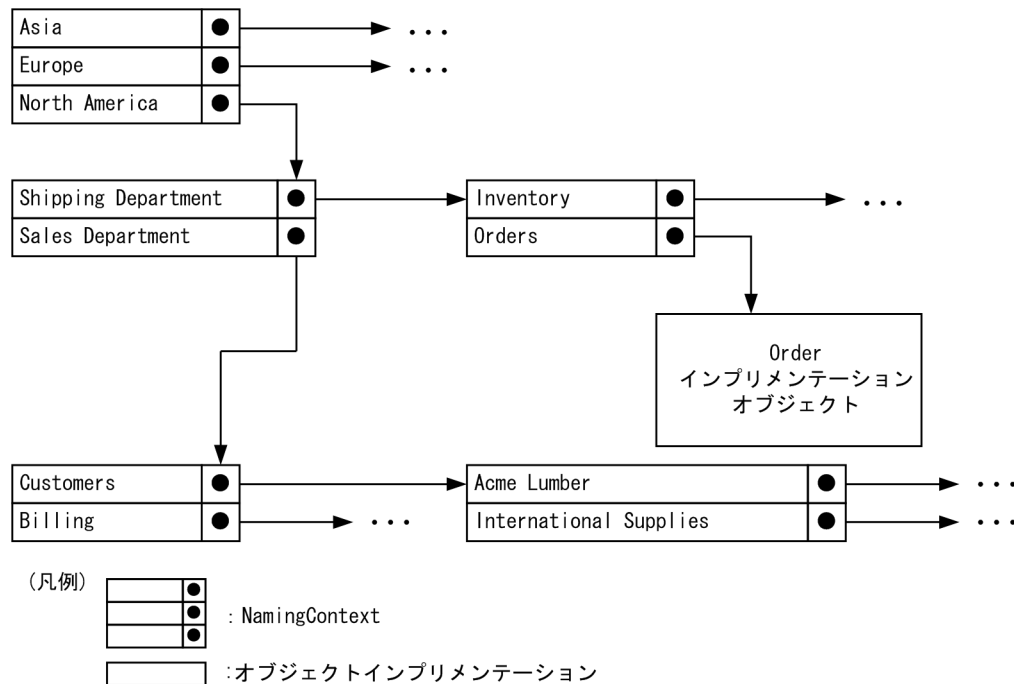 Asia ...
Europe ...
North America
Shipping Department
Inventory ...
Sales Department
Orders
Order
インプリメンテーション
オブジェクト
Customers
Acme Lumber ...
Billing ...
International Supplies ...
(凡例)
：NamingContext
：オブジェクトインプリメンテーション